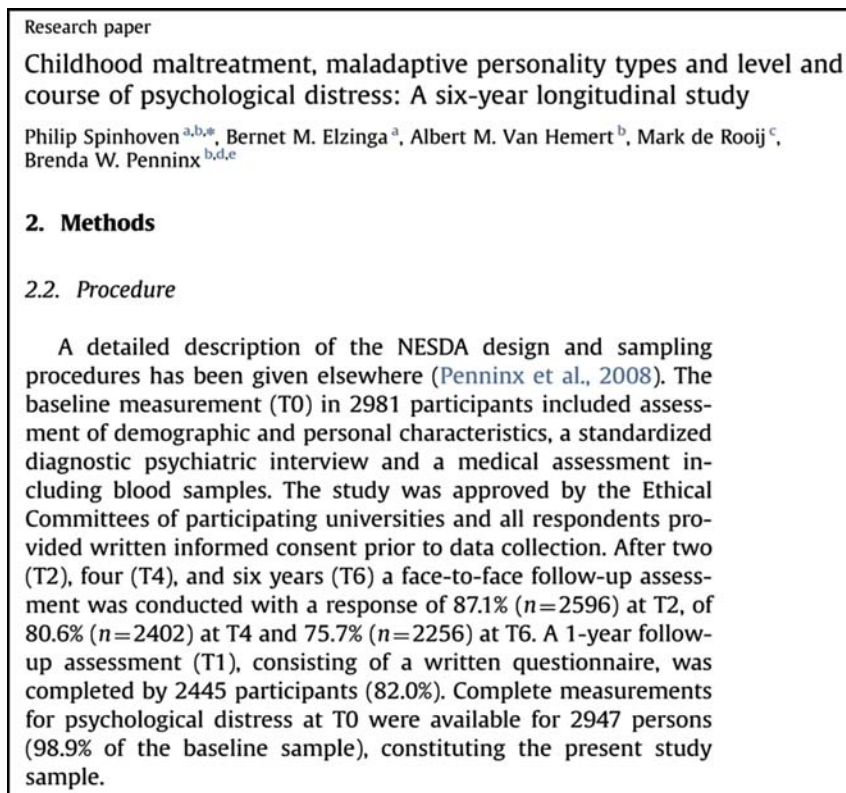 Research paper
Childhood maltreatment, maladaptive personality types and level and
course of psychological distress: A six-year longitudinal study
Philip Spinhoven a,b,*, Bernet M. Elzinga a, Albert M. Van Hemert b, Mark de Rooij c,
Brenda W. Penninx b,d,e
2. Methods
2.2. Procedure
A detailed description of the NESDA design and sampling
procedures has been given elsewhere (Penninx et al., 2008). The
baseline measurement (T0) in 2981 participants included assess-
ment of demographic and personal characteristics, a standardized
diagnostic psychiatric interview and a medical assessment in-
cluding blood samples. The study was approved by the Ethical
Committees of participating universities and all respondents pro-
vided written informed consent prior to data collection. After two
(T2), four (T4), and six years (T6) a face-to-face follow-up assess-
ment was conducted with a response of 87.1% (n=2596) at T2, of
80.6% (n=2402) at T4 and 75.7% (n=2256) at T6. A 1-year follow-
up assessment (T1), consisting of a written questionnaire, was
completed by 2445 participants (82.0%). Complete measurements
for psychological distress at T0 were available for 2947 persons
(98.9% of the baseline sample), constituting the present study
sample.